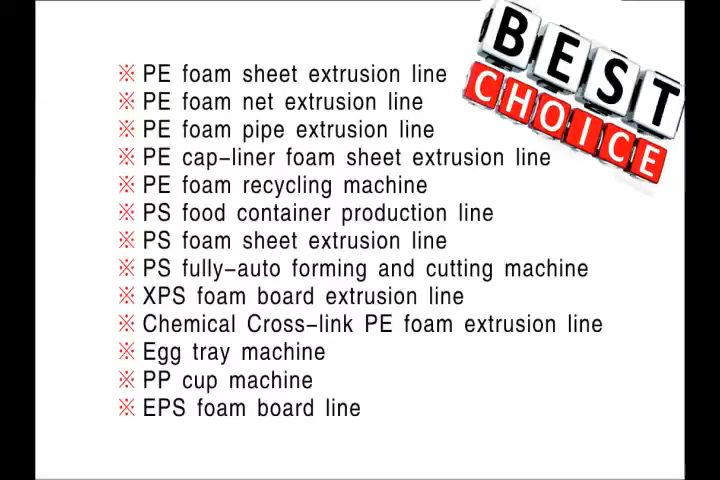 BEST
CHOICE
※ PE foam sheet extrusion line
※ PE foam net extrusion line
※ PE foam pipe extrusion line
※ PE cap-liner foam sheet extrusion line
※ PE foam recycling machine
※ PS food container production line
※ PS foam sheet extrusion line
※ PS fully-auto forming and cutting machine
※ XPS foam board extrusion line
※ Chemical Cross-link PE foam extrusion line
※ Egg tray machine
※ PP cup machine
※ EPS foam board line